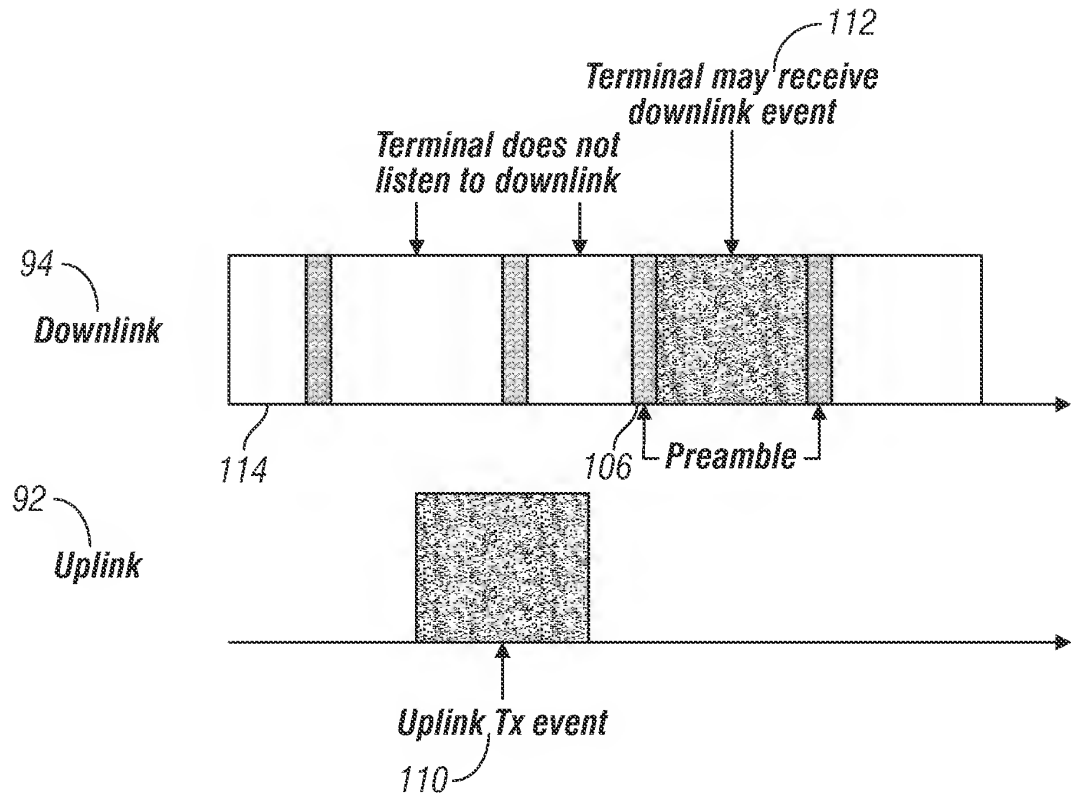 112
Terminal may receive
downlink event
Terminal does not
listen to downlink
94
Downlink
114
106
Preamble
92
Uplink
Uplink Tx event
110